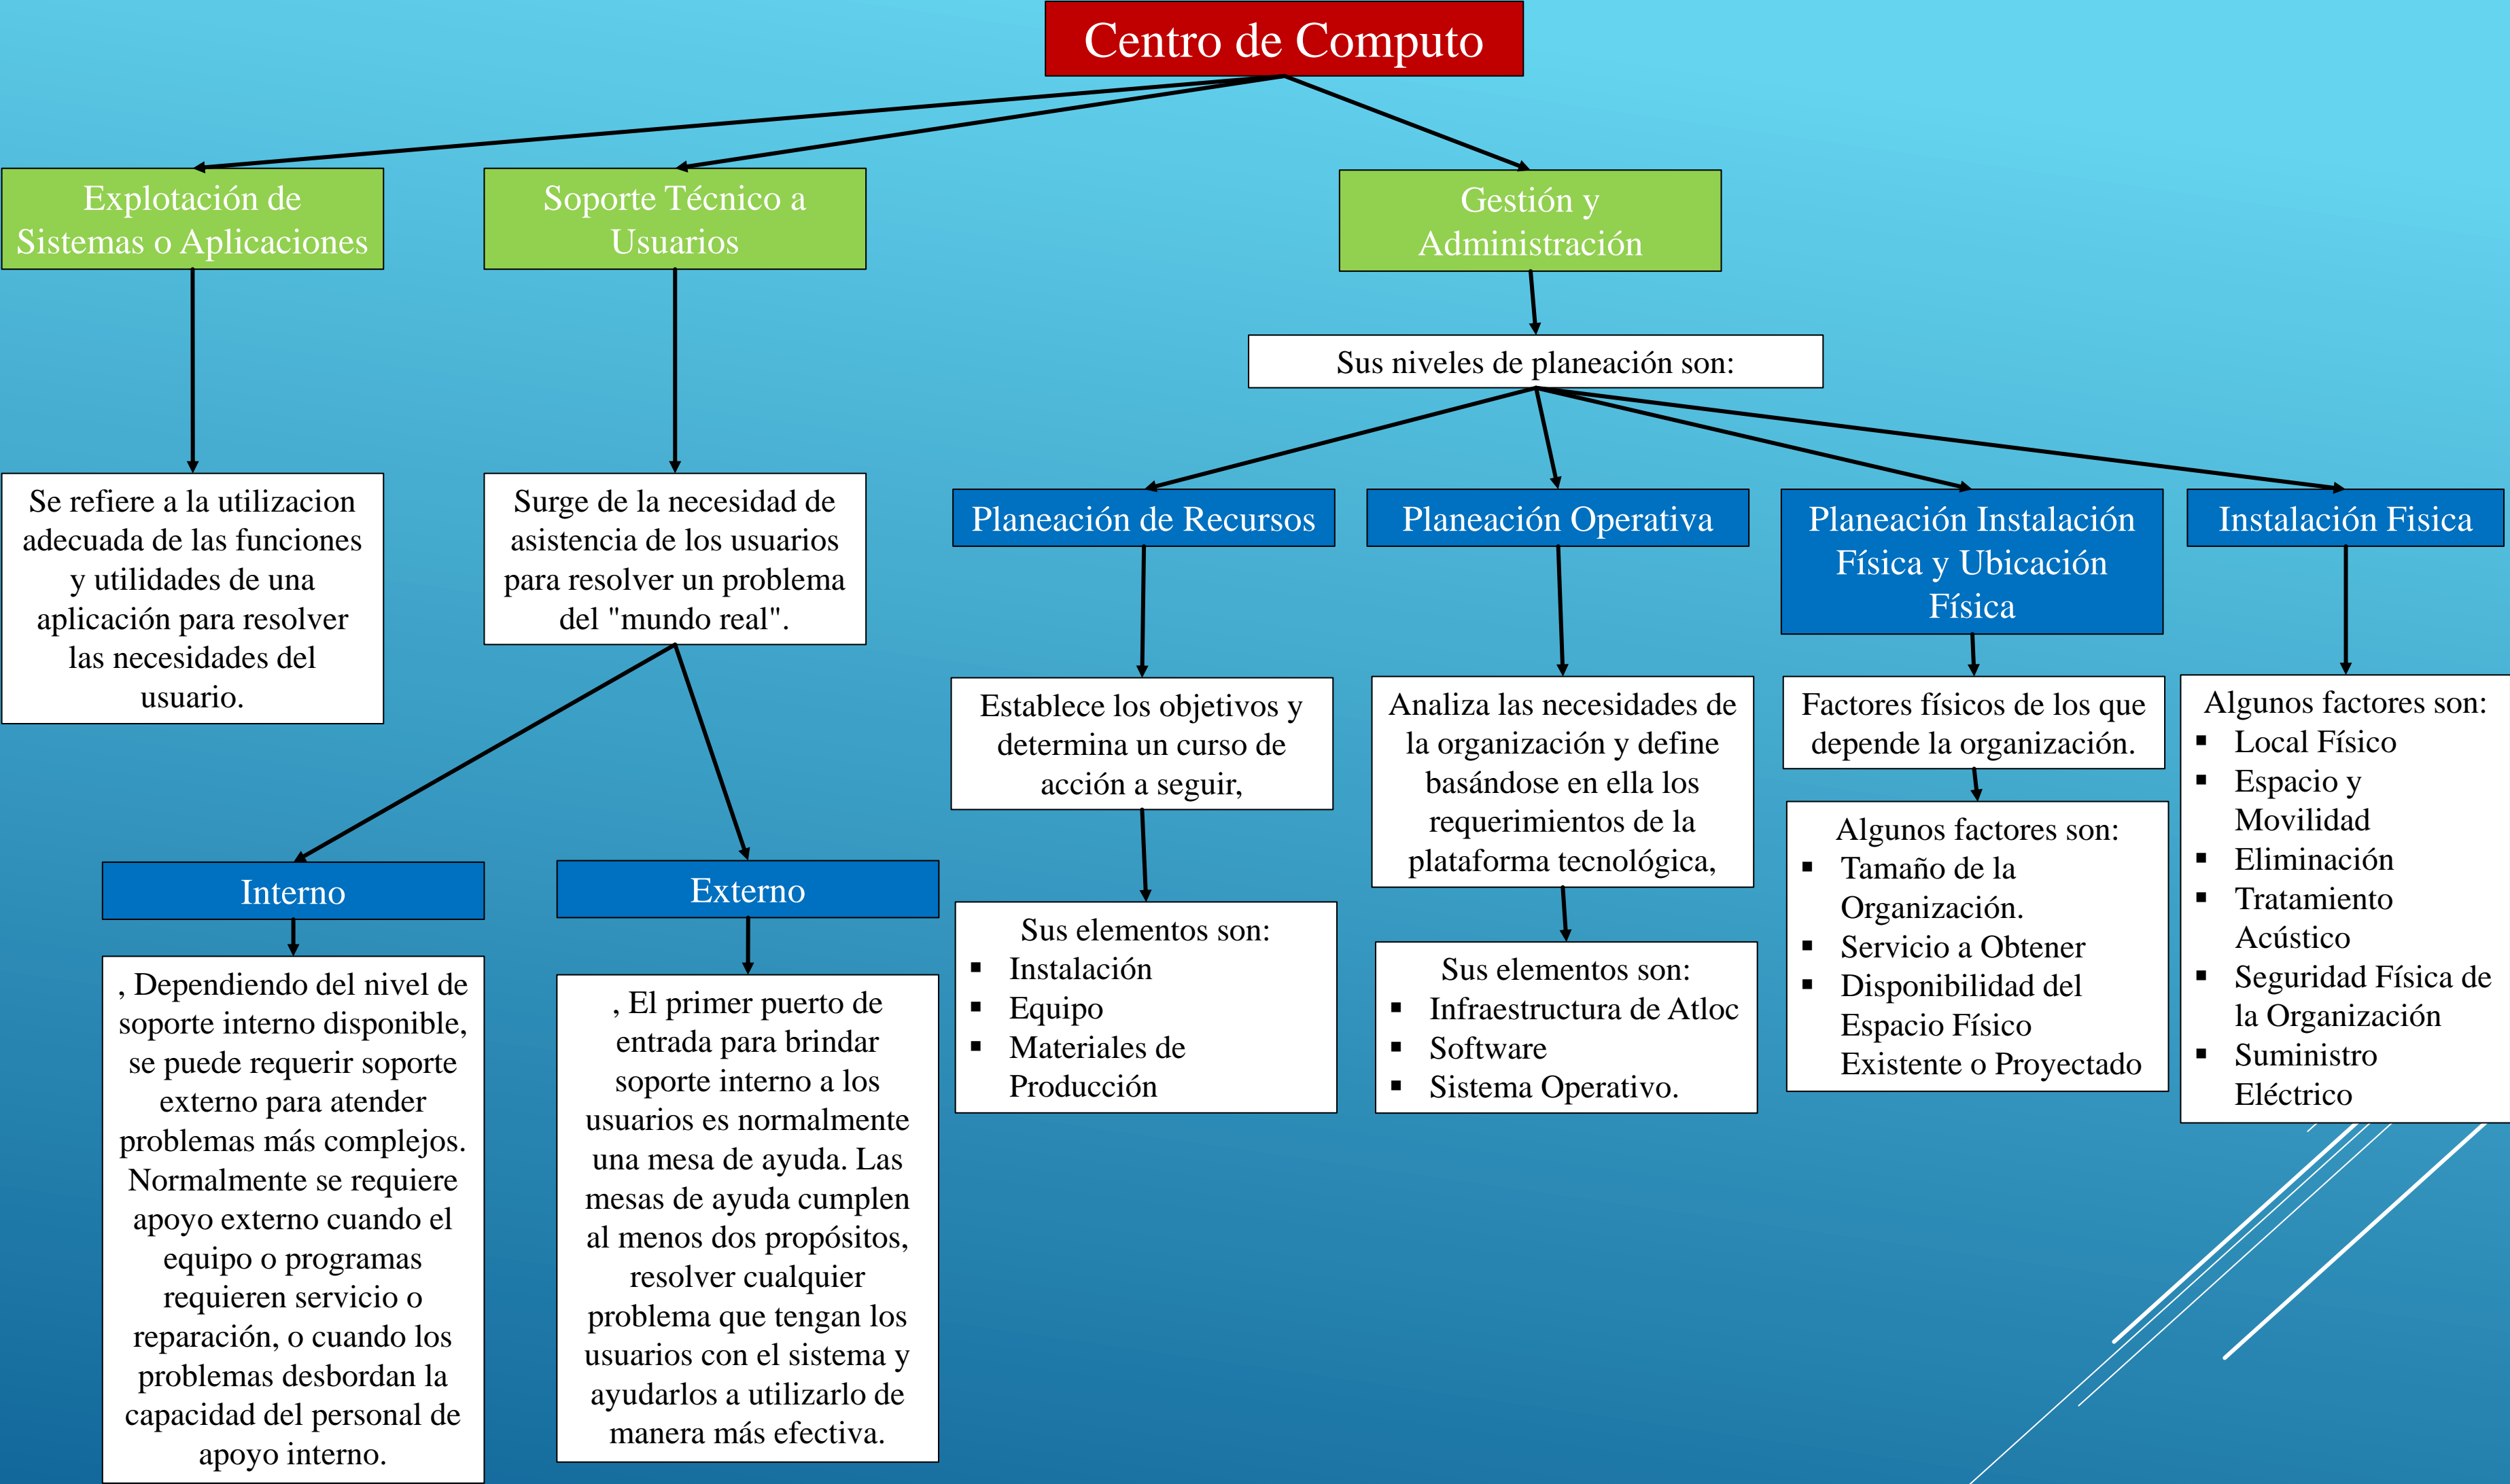 Centro de Computo
Explotación de
Sistemas o Aplicaciones
Soporte Técnico a
Usuarios
Gestión y
Administración
Sus niveles de planeación son:
Se refiere a la utilizacion
adecuada de las funciones
y utilidades de una
aplicación para resolver
las necesidades del
usuario.
Surge de la necesidad de
asistencia de los usuarios
para resolver un problema
del "mundo real".
Interno
, Dependiendo del nivel de
soporte interno disponible,
se puede requerir soporte
externo para atender
problemas más complejos.
Normalmente se requiere
apoyo externo cuando el
equipo o programas
requieren servicio o
reparación, o cuando los
problemas desbordan la
capacidad del personal de
apoyo interno.
Externo
, El primer puerto de
entrada para brindar
soporte interno a los
usuarios es normalmente
una mesa de ayuda. Las
mesas de ayuda cumplen
al menos dos propósitos,
resolver cualquier
problema que tengan los
usuarios con el sistema y
ayudarlos a utilizarlo de
manera más efectiva.
Planeación de Recursos
Establece los objetivos y
determina un curso de
acción a seguir,
Sus elementos son:
▪ Instalación
▪ Equipo
▪ Materiales de
Producción
Planeación Operativa
Analiza las necesidades de
la organización y define
basándose en ella los
requerimientos de la
plataforma tecnológica,
Sus elementos son:
▪ Infraestructura de Atloc
▪ Software
▪ Sistema Operativo.
Planeación Instalación
Física y Ubicación
Física
Factores físicos de los que
depende la organización.
Algunos factores son:
▪ Tamaño de la
Organización.
▪ Servicio a Obtener
▪ Disponibilidad del
Espacio Físico
Existente o Proyectado
Instalación Fisica
Algunos factores son:
▪ Local Físico
▪ Espacio y
Movilidad
▪ Eliminación
▪ Tratamiento
Acústico
▪ Seguridad Física de
la Organización
▪ Suministro
Eléctrico